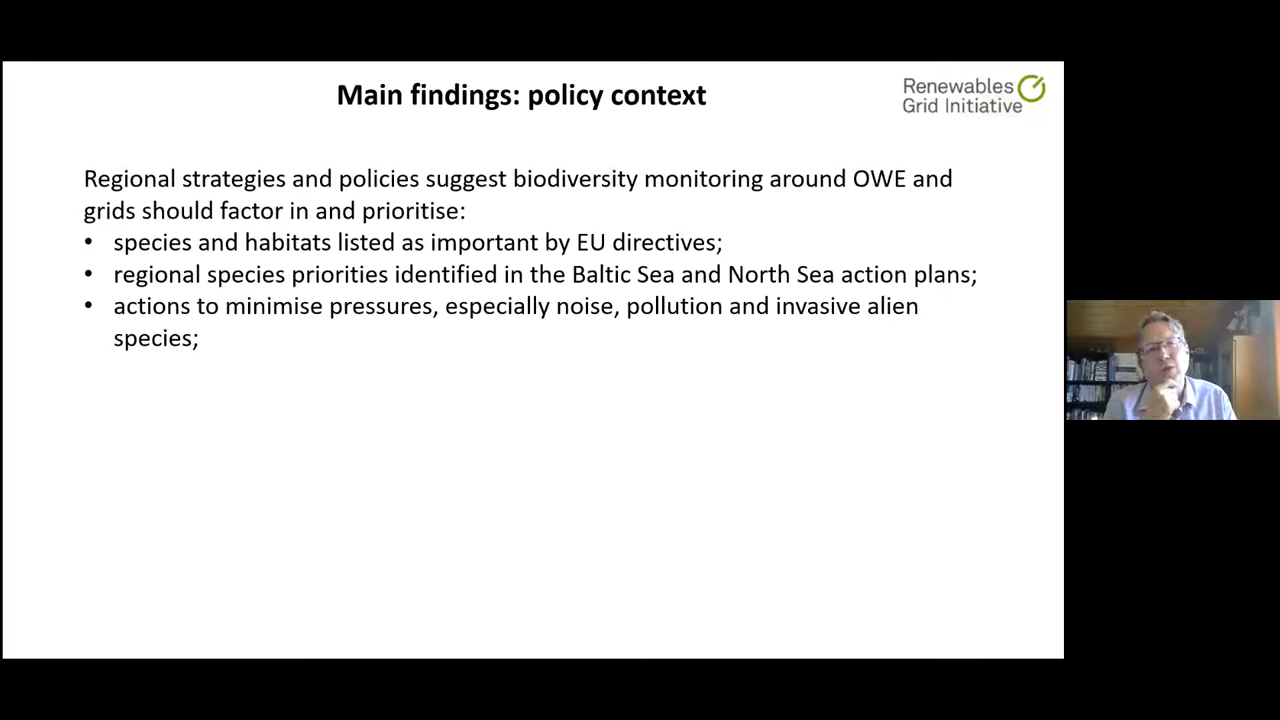 Main findings: policy context
Renewables
Grid Initiative
Regional strategies and policies suggest biodiversity monitoring around OWE and
grids should factor in and prioritise:
• species and habitats listed as important by EU directives;
• regional species priorities identified in the Baltic Sea and North Sea action plans;
• actions to minimise pressures, especially noise, pollution and invasive alien
species;